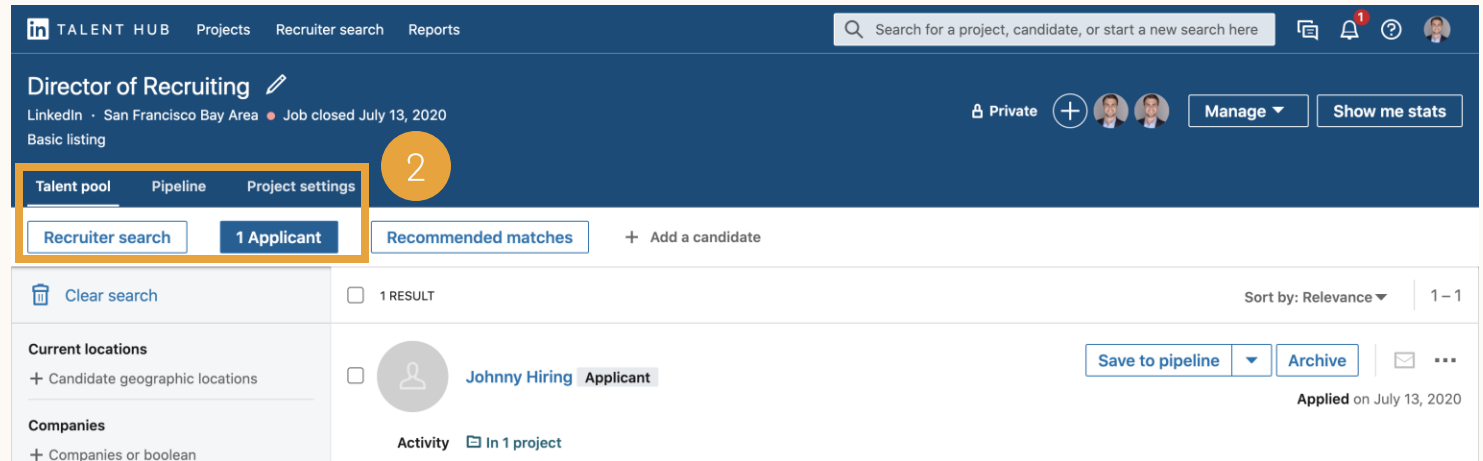 in TALENT HUB Projects Recruiter search Reports Search for a project, candidate, or start a new search here 1
Director of Recruiting
LinkedIn · San Francisco Bay Area ● Job closed July 13, 2020
Private Manage Show me stats
Basic listing
2
Talent pool Pipeline Project settings
Recruiter search 1 Applicant Recommended matches + Add a candidate
Clear search 1 RESULT Sort by: Relevance 1 – 1
Current locations
+ Candidate geographic locations
Johnny Hiring Applicant Save to pipeline Archive
Applied on July 13, 2020
Companies
+ Companies or boolean
Activity In 1 project